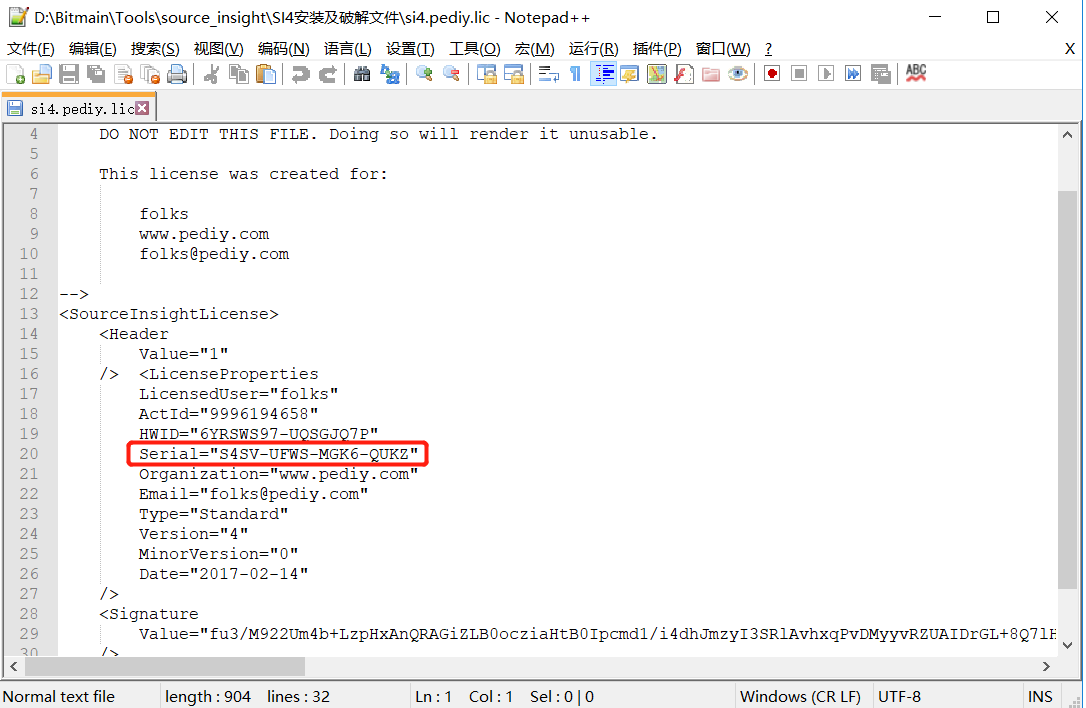 D:\Bitmain\Tools\source_insight\SI4安装及破解文件\si4.pediy.lic - Notepad++
文件(F) 编辑(E) 搜索(S) 视图(V) 编码(N) 语言(L) 设置(T) 工具(O) 宏(M) 运行(R) 插件(P) 窗口(W) ? X
ABC
si4.pediy.lic
4 DO NOT EDIT THIS FILE. Doing so will render it unusable.
5
6 This license was created for:
7
8 folks
9 www.pediy.com
10 folks@pediy.com
11
12 -->
13 <SourceInsightLicense>
14 <Header
15 Value="1"
16 /> <LicenseProperties
17 LicensedUser="folks"
18 ActId="9996194658"
19 HWID="6YRSWS97-UQSGJQ7P"
20 Serial="S4SV-UFWS-MGK6-QUKZ"
21 Organization="www.pediy.com"
22 Email="folks@pediy.com"
23 Type="Standard"
24 Version="4"
25 MinorVersion="0"
26 Date="2017-02-14"
27 />
28 <Signature
29 Value="fu3/M922Um4b+LzpHxAnQRAGiZLB0ocziaHtB0Ipcmd1/i4dhJmzyI3SRlAvhxqPvDMyyvRZUAIDrGL+8Q7lH
30 />
Normal text file length : 904 lines : 32 Ln : 1 Col : 1 Sel : 0 | 0 Windows (CR LF) UTF-8 INS